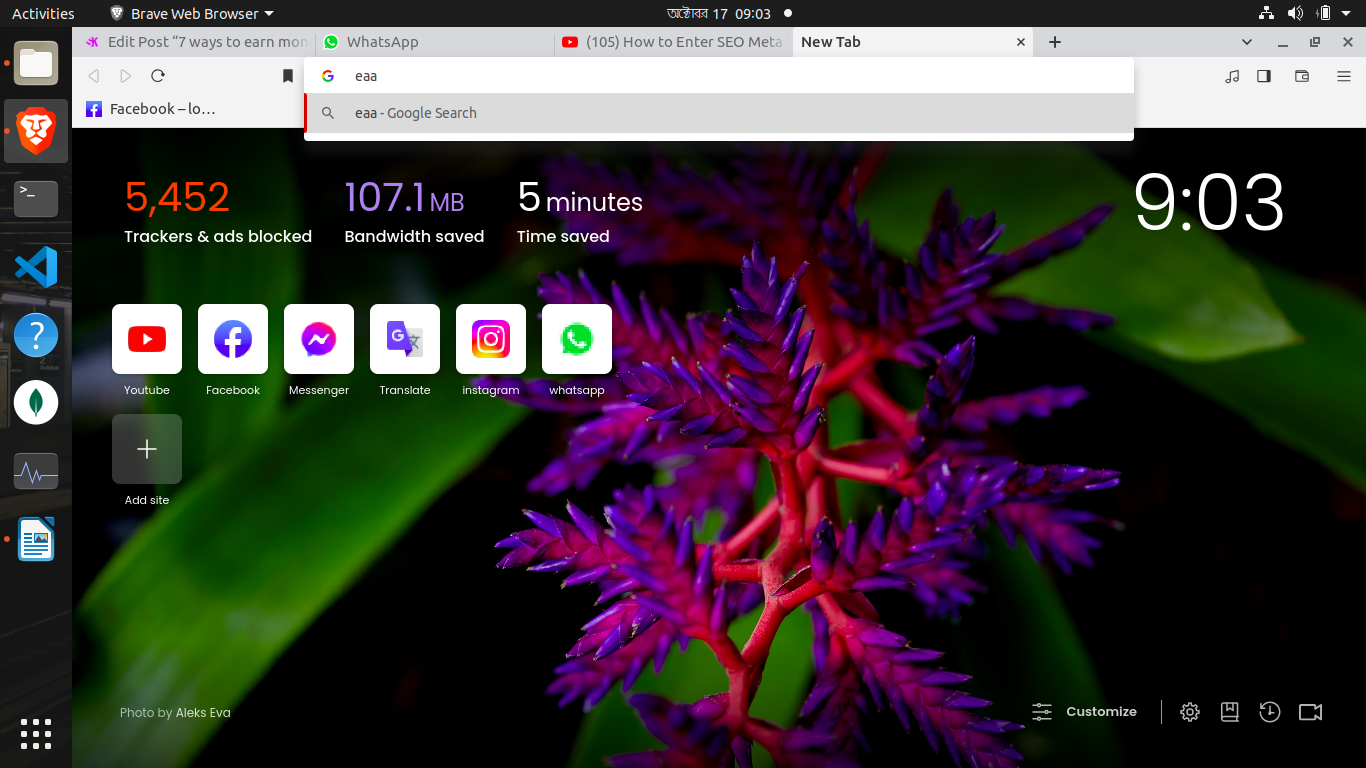 Activities
Brave Web Browser
অক্টোবর 17 09:03
Edit Post “7 ways to earn mon
WhatsApp
(105) How to Enter SEO Meta
New Tab
eaa
eaa - Google Search
Facebook – lo…
5,452
Trackers & ads blocked
107.1 MB
Bandwidth saved
5 minutes
Time saved
9:03
Youtube
Facebook
Messenger
Translate
instagram
whatsapp
Add site
Photo by Aleks Eva
Customize